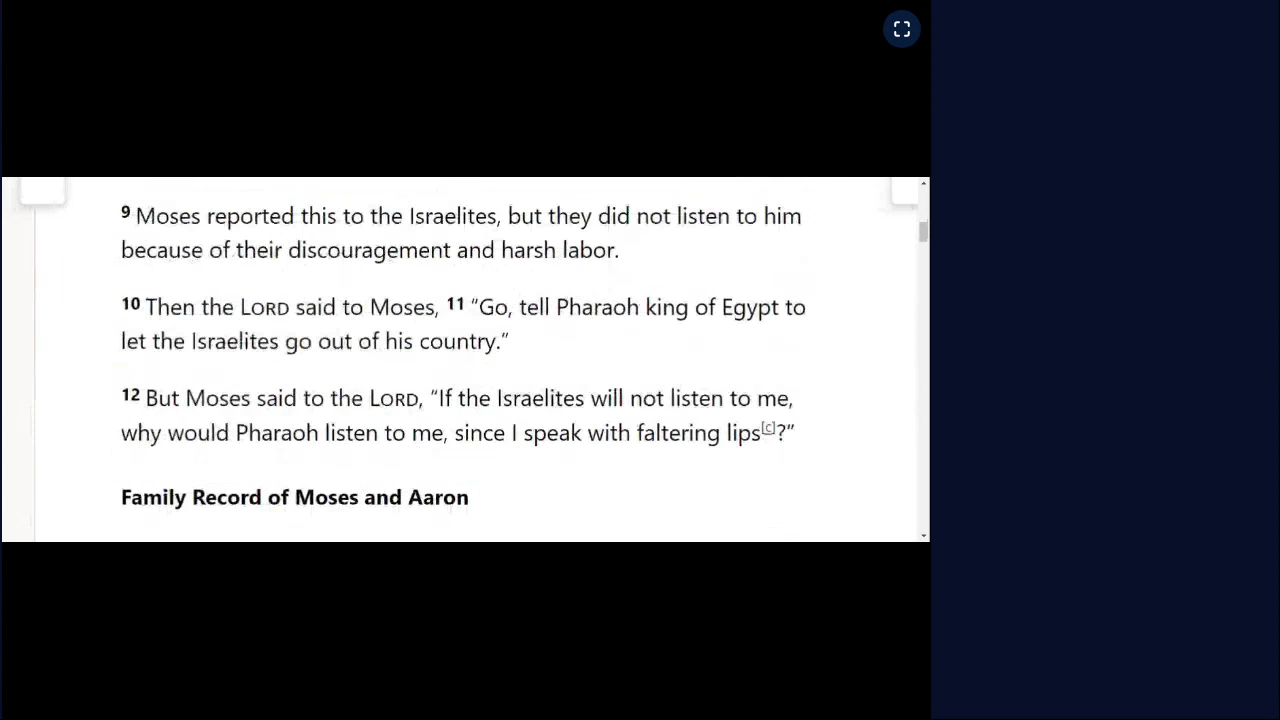 9 Moses reported this to the Israelites, but they did not listen to him
because of their discouragement and harsh labor.
10 Then the LORD said to Moses, 11 “Go, tell Pharaoh king of Egypt to
let the Israelites go out of his country.”
12 But Moses said to the LORD, “If the Israelites will not listen to me,
why would Pharaoh listen to me, since I speak with faltering lips[c]?”
Family Record of Moses and Aaron